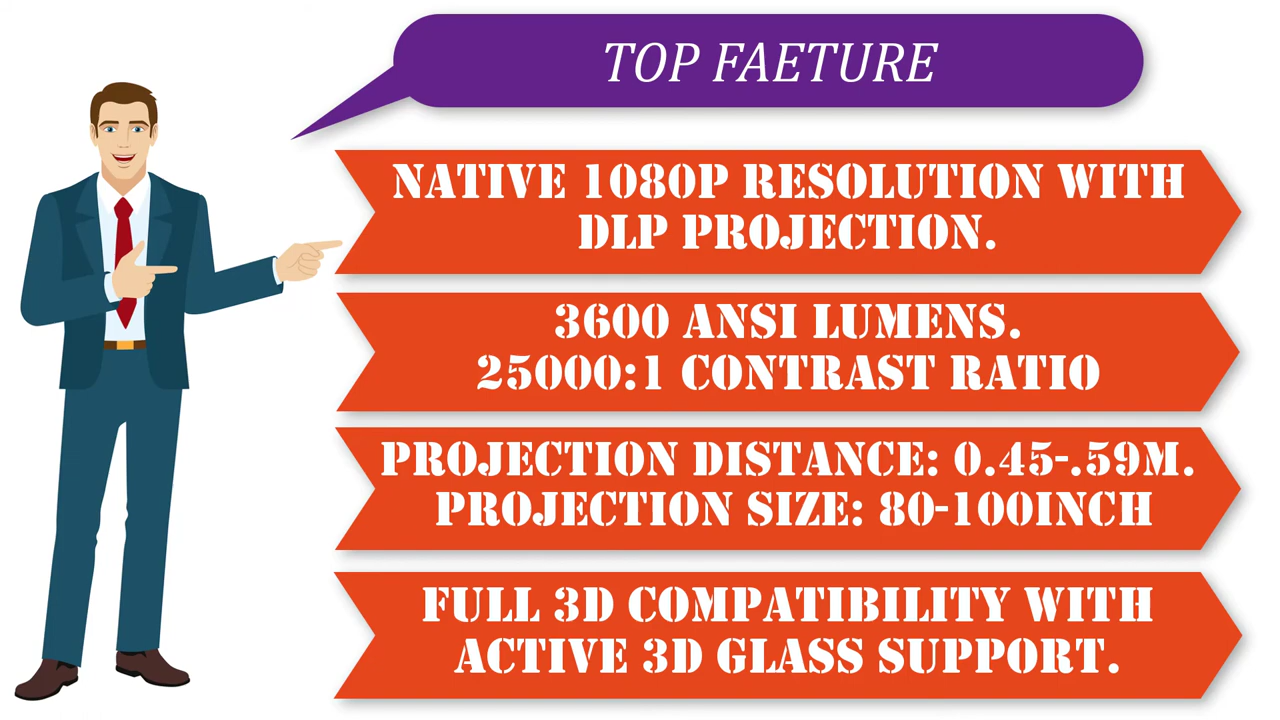 TOP FAETURE
NATIVE 1080P RESOLUTION WITH
DLP PROJECTION.
3600 ANSI LUMENS.
25000:1 CONTRAST RATIO
PROJECTION DISTANCE: 0.45-.59M.
PROJECTION SIZE: 80-100INCH
FULL 3D COMPATIBILITY WITH
ACTIVE 3D GLASS SUPPORT.